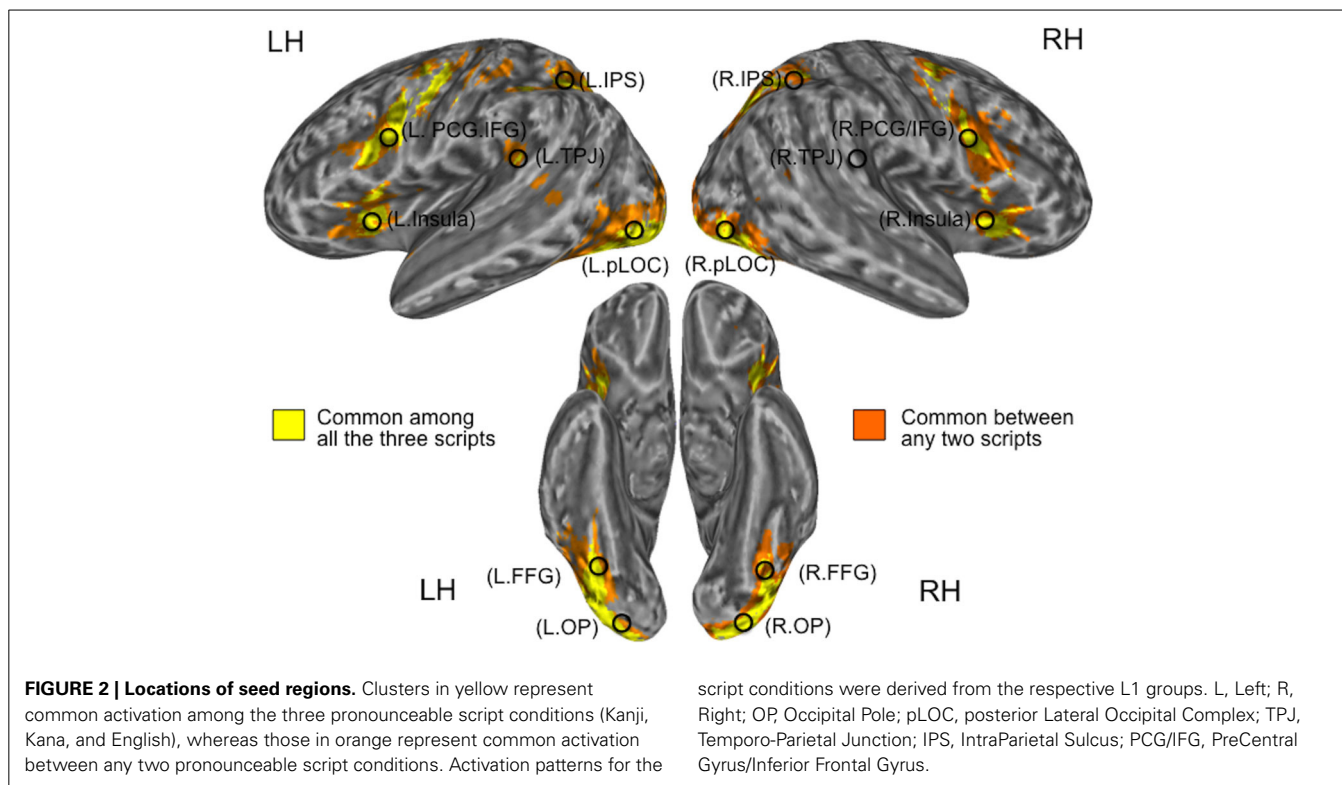 LH
RH
(L.IPS)
(R.IPS)
(L. PCG.IFG)
(R.PCG/IFG)
(L.TPJ)
(R.TPJ)
(L.Insula)
(R.Insula)
(L.pLOC)
(R.pLOC)
Common among
all the three scripts
Common between
any two scripts
(L.FFG)
(R.FFG)
LH
RH
(L.OP)
(R.OP)
FIGURE 2 | Locations of seed regions. Clusters in yellow represent
common activation among the three pronounceable script conditions (Kanji,
Kana, and English), whereas those in orange represent common activation
between any two pronounceable script conditions. Activation patterns for the
script conditions were derived from the respective L1 groups. L, Left; R,
Right; OP, Occipital Pole; pLOC, posterior Lateral Occipital Complex; TPJ,
Temporo-Parietal Junction; IPS, IntraParietal Sulcus; PCG/IFG, PreCentral
Gyrus/Inferior Frontal Gyrus.